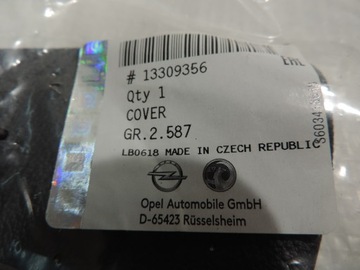 # 13309356
Qty 1
COVER
GR.2.587
LB0618 MADE IN CZECH REPUBLIC
Opel Automobile GmbH
D-65423 Rüsselsheim